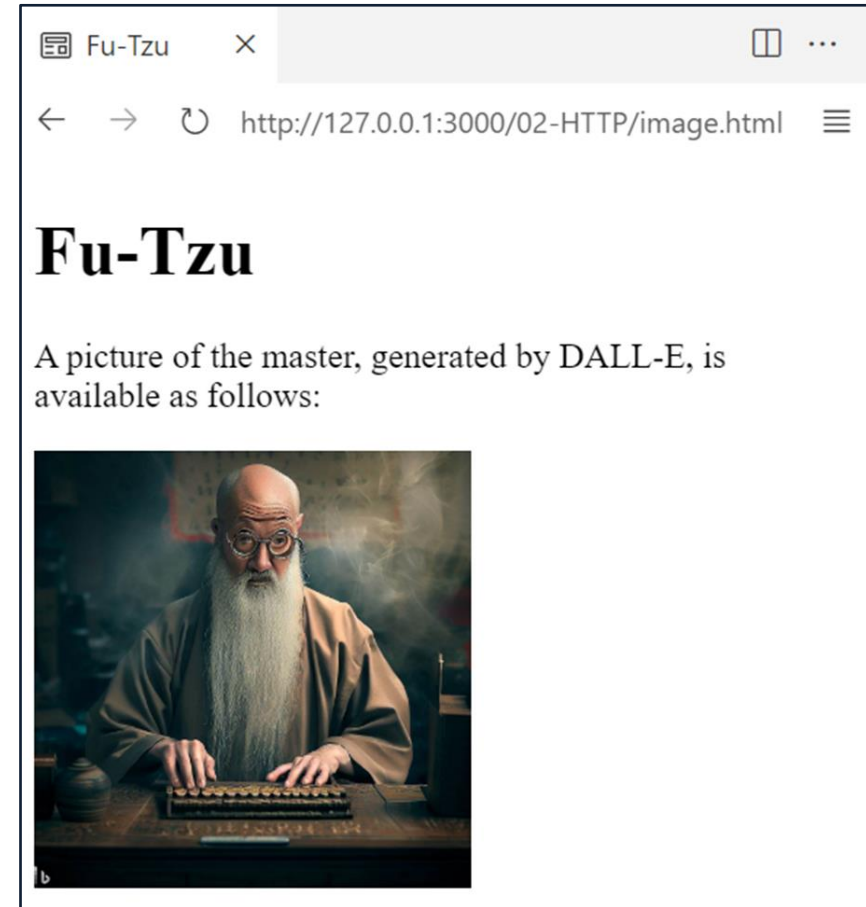 Fu-Tzu
http://127.0.0.1:3000/02-HTTP/image.html
Fu-Tzu
A picture of the master, generated by DALL-E, is
available as follows:
b